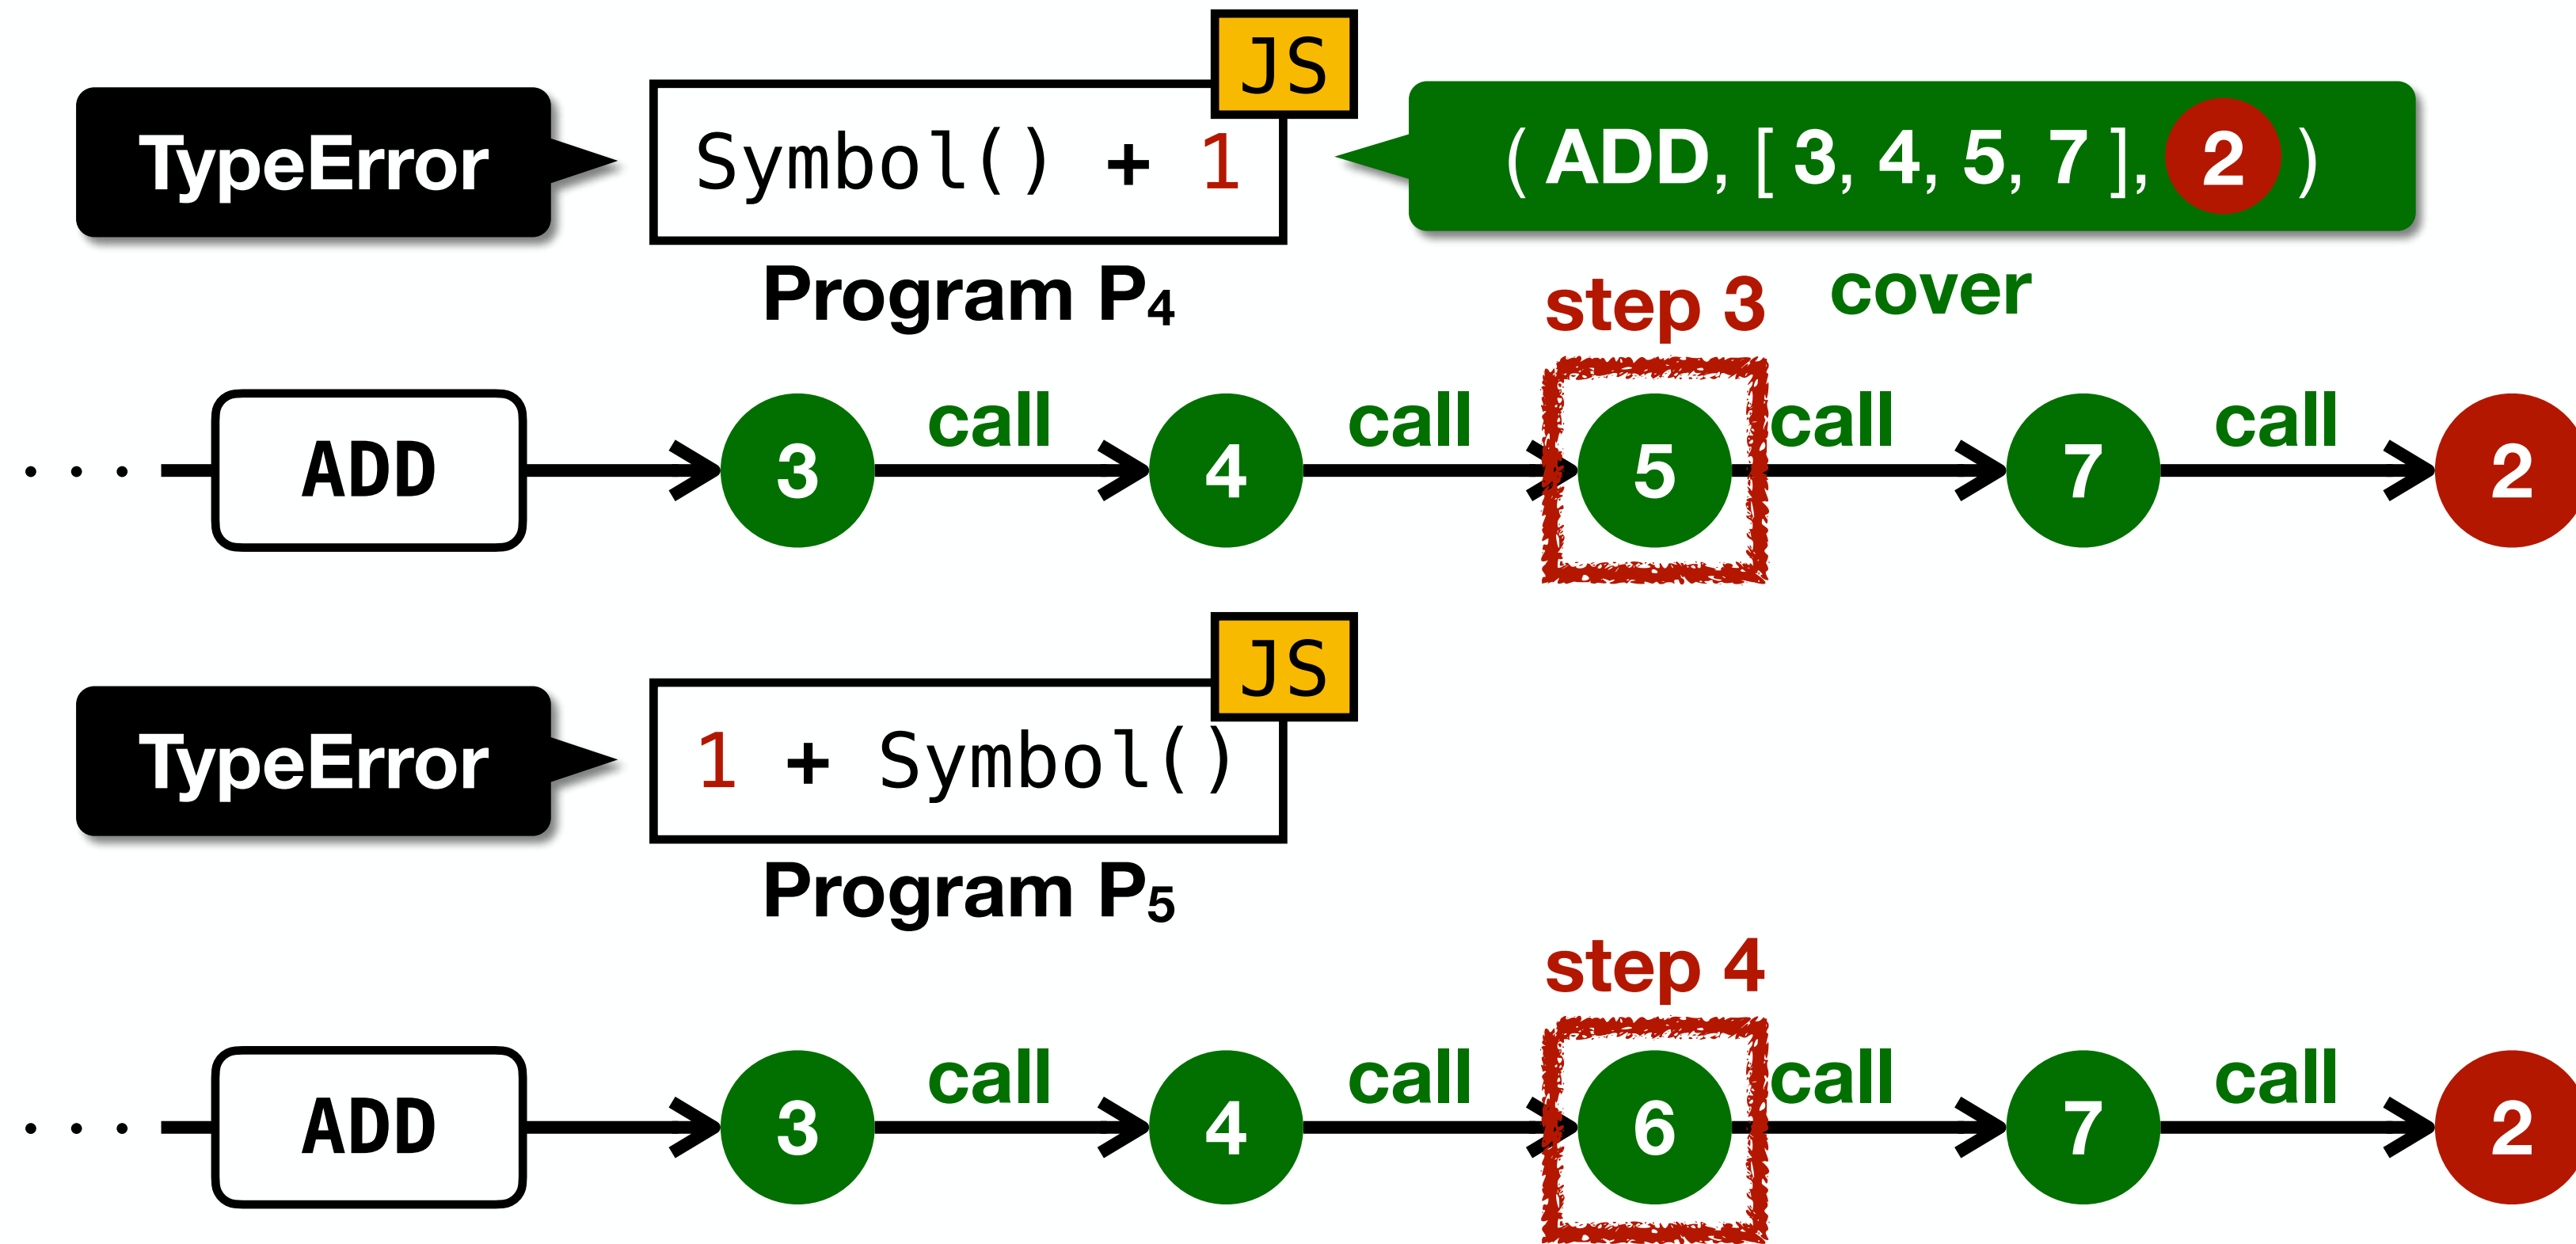 JS
TypeError
Symbol() + 1
( ADD, [ 3, 4, 5, 7 ], 2 )
Program P₄
step 3
cover
. . .
ADD
3
call
4
call
5
call
7
call
2
JS
TypeError
1 + Symbol()
Program P₅
step 4
. . .
ADD
3
call
4
call
6
call
7
call
2